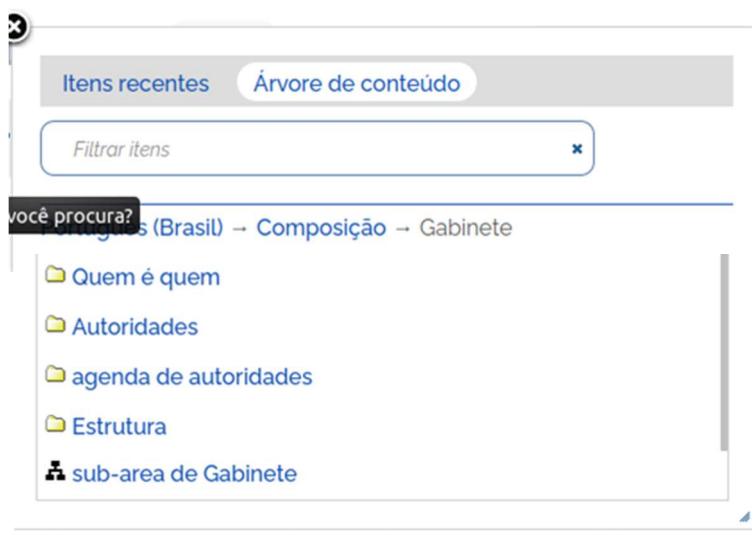 Itens recentes Árvore de conteúdo
Filtrar itens
você procura?
Português (Brasil) → Composição → Gabinete
Quem é quem
Autoridades
agenda de autoridades
Estrutura
sub-area de Gabinete